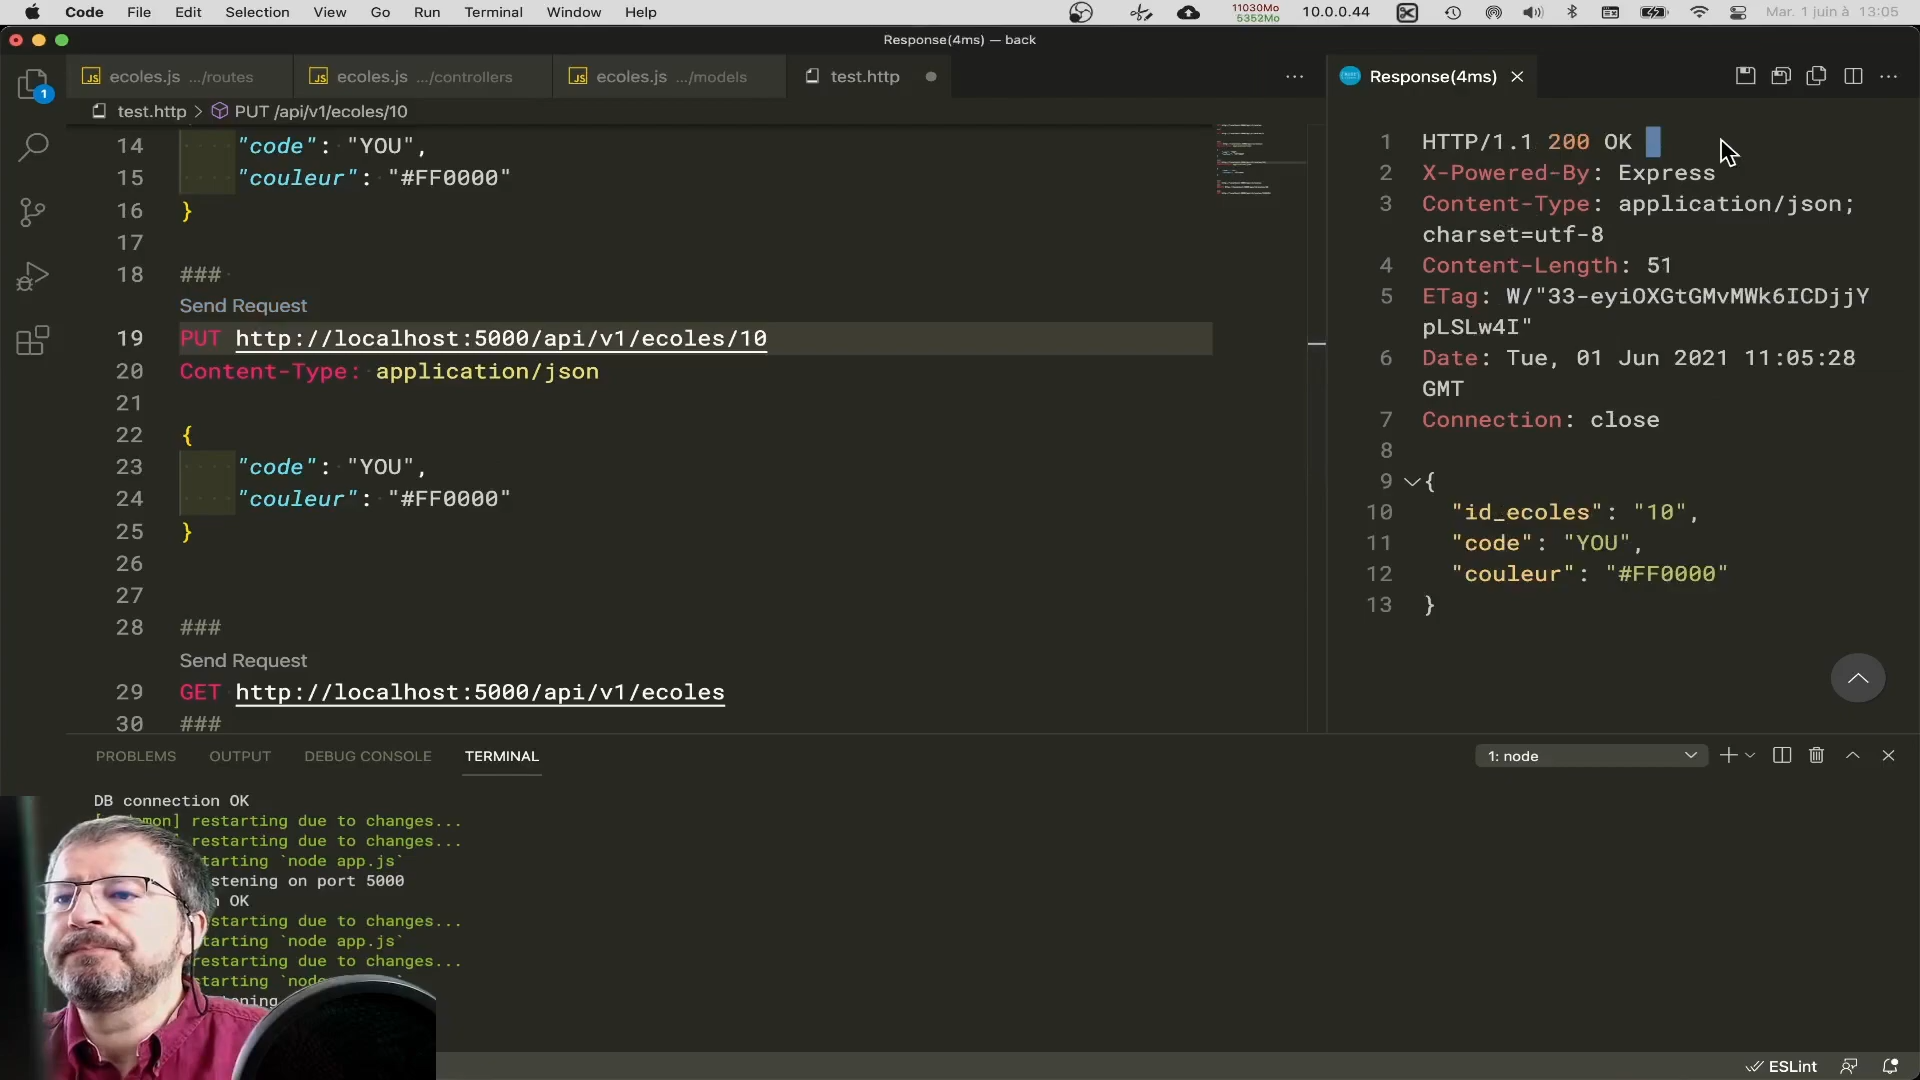 Code File Edit Selection View Go Run Terminal Window Help
11030Mo
5352Mo
10.0.0.44
Mar. 1 juin à 13:05
Response(4ms) — back
ecoles.js .../routes
ecoles.js .../controllers
ecoles.js .../models
test.http
test.http > PUT /api/v1/ecoles/10
14 "code": "YOU",
15 "couleur": "#FF0000"
16 }
17
18 ###
Send Request
19 PUT http://localhost:5000/api/v1/ecoles/10
20 Content-Type: application/json
21
22 {
23 "code": "YOU",
24 "couleur": "#FF0000"
25 }
26
27
28 ###
Send Request
29 GET http://localhost:5000/api/v1/ecoles
30 ###
Response(4ms)
1 HTTP/1.1 200 OK
2 X-Powered-By: Express
3 Content-Type: application/json;
charset=utf-8
4 Content-Length: 51
5 ETag: W/"33-eyiOXGtGMvMWk6ICDjjY
pLSLw4I"
6 Date: Tue, 01 Jun 2021 11:05:28
GMT
7 Connection: close
8
9 {
10 "id_ecoles": "10",
11 "code": "YOU",
12 "couleur": "#FF0000"
13 }
1
PROBLEMS OUTPUT DEBUG CONSOLE TERMINAL
1: node
DB connection OK
restarting due to changes...
restarting due to changes...
starting `node app.js`
stening on port 5000
OK
estarting due to changes...
tarting `node app.js`
restarting due to changes...
starting
ESLint